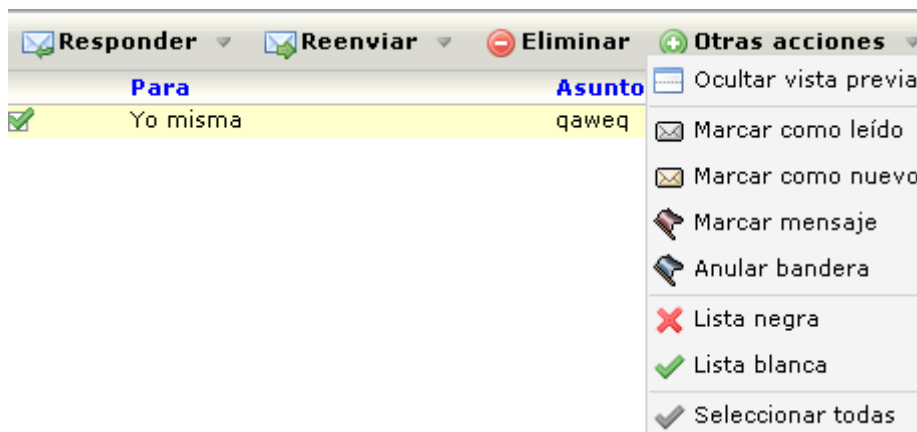 Responder Reenviar Eliminar Otras acciones
Para Asunto
Yo misma qaweq
Ocultar vista previa
Marcar como leído
Marcar como nuevo
Marcar mensaje
Anular bandera
Lista negra
Lista blanca
Seleccionar todas